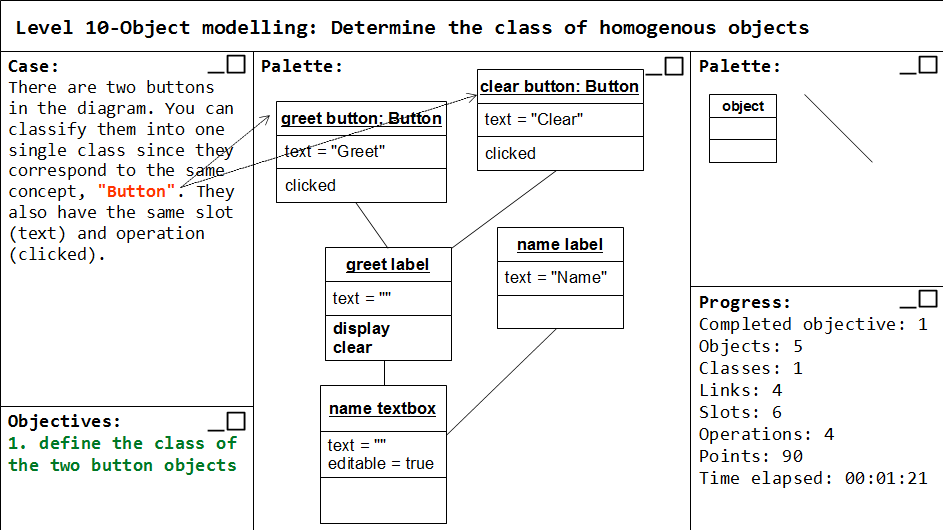 Level 10-Object modelling: Determine the class of homogenous objects
Case:
There are two buttons
in the diagram. You can
classify them into one
single class since they
correspond to the same
concept, "Button". They
also have the same slot
(text) and operation
(clicked).
Objectives:
1. define the class of
the two button objects
Palette:
greet button: Button
text = "Greet"
clicked
clear button: Button
text = "Clear"
clicked
greet label
text = ""
display
clear
name label
text = "Name"
name textbox
text = ""
editable = true
Palette:
object
Progress:
Completed objective: 1
Objects: 5
Classes: 1
Links: 4
Slots: 6
Operations: 4
Points: 90
Time elapsed: 00:01:21